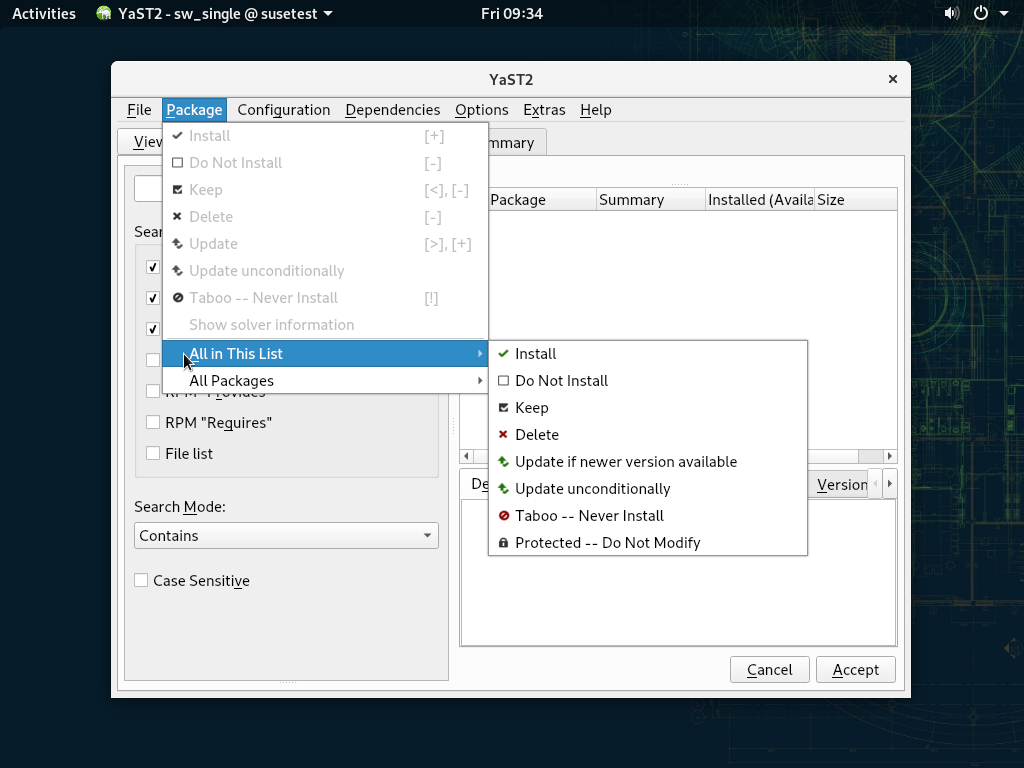 Activities YaST2 - sw_single @ susetest Fri 09:34
YaST2
File Package Configuration Dependencies Options Extras Help
View mmary
Install [+]
Do Not Install [-]
Keep [<], [-]
Delete [-]
Update [>], [+]
Update unconditionally
Taboo -- Never Install [!]
Show solver information
All in This List
All Packages
Install
Do Not Install
Keep
Delete
Update if newer version available
Update unconditionally
Taboo -- Never Install
Protected -- Do Not Modify
Package Summary Installed (Availa Size
Sear
RPM "Provides"
RPM "Requires"
File list
Search Mode:
Contains
Case Sensitive
De Version
Cancel Accept